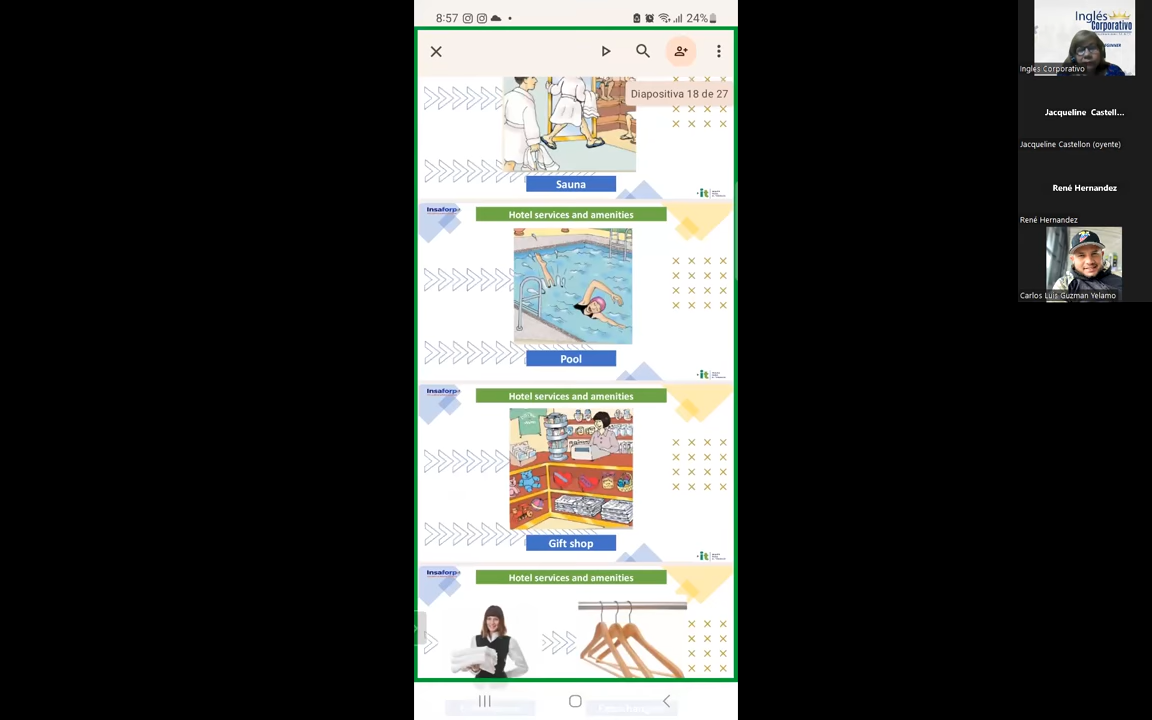 8:57
24%
Diapositiva 18 de 27
Sauna
Insaforp
Hotel services and amenities
Pool
Insaforp
Hotel services and amenities
Gift shop
Insaforp
Hotel services and amenities
Inglés
Corporativo
Inglés Corporativo
Jacqueline Castell...
Jacqueline Castellon (oyente)
René Hernandez
René Hernandez
Carlos Luis Guzman Yelamo